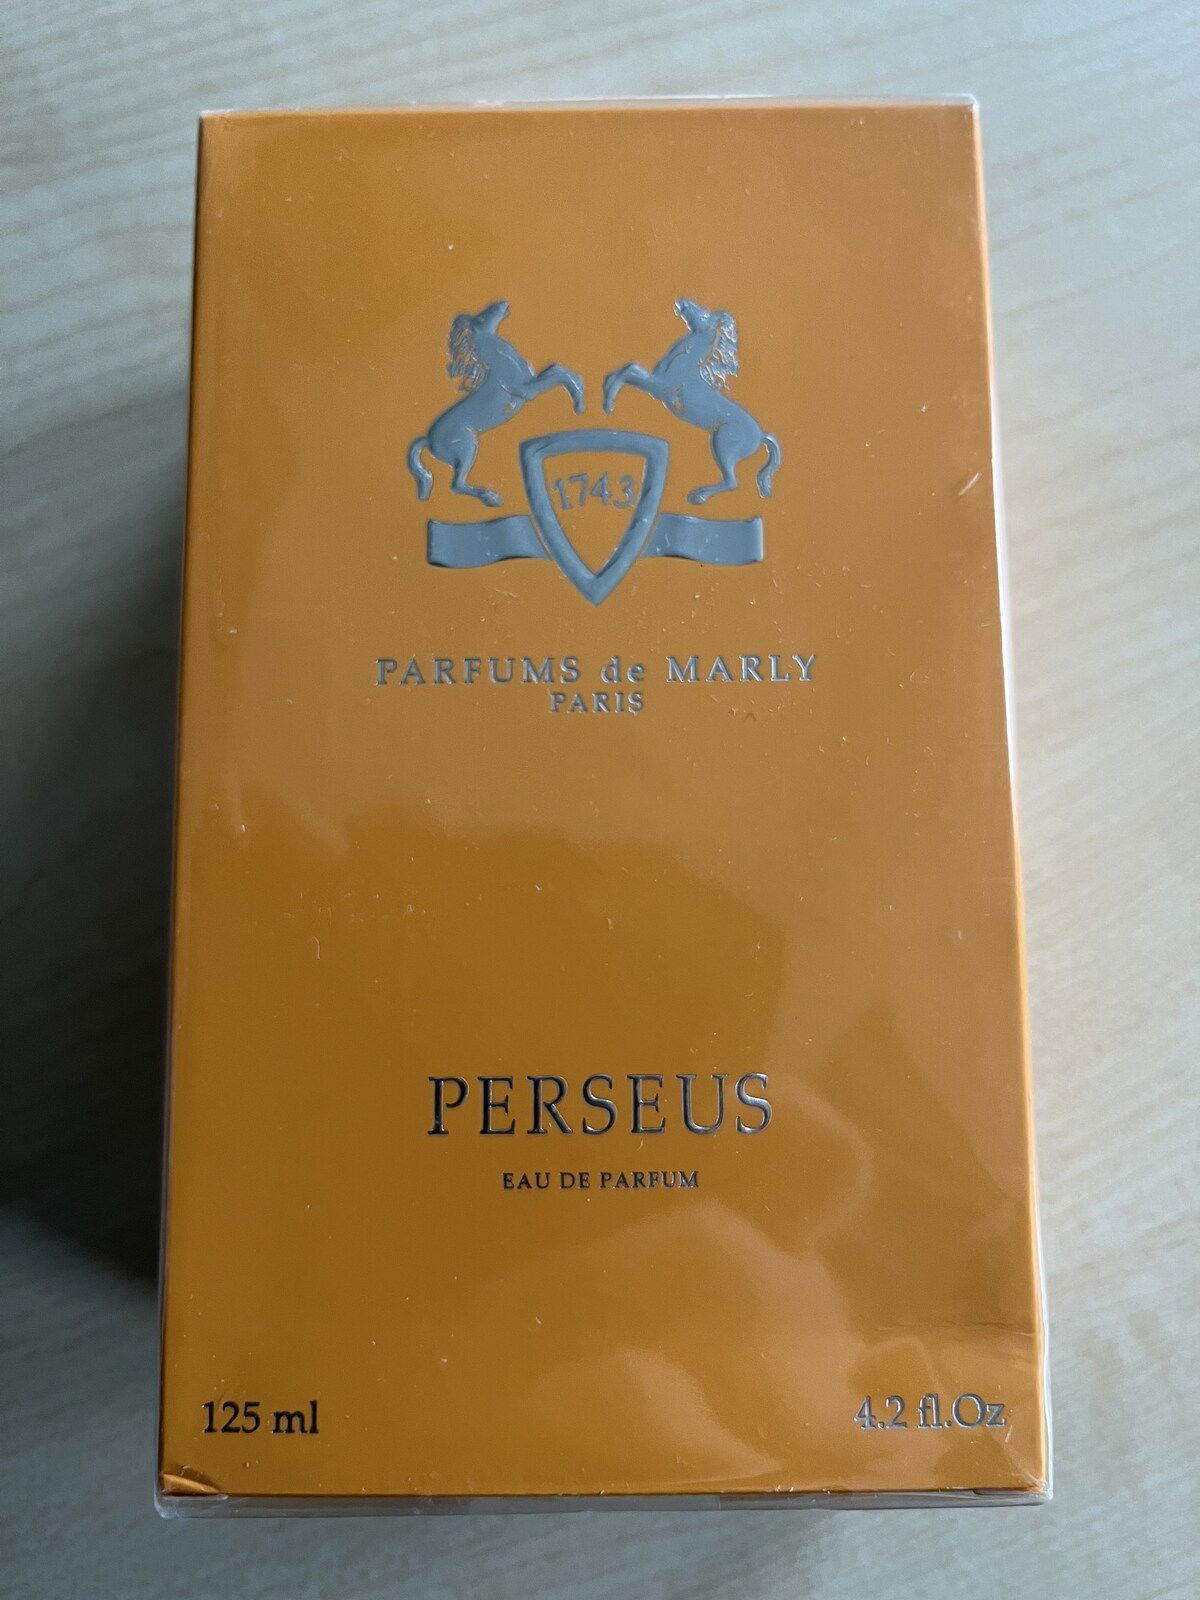 1743
PARFUMS de MARLY
PARIS
PERSEUS
EAU DE PARFUM
125 ml
4.2 fl.Oz